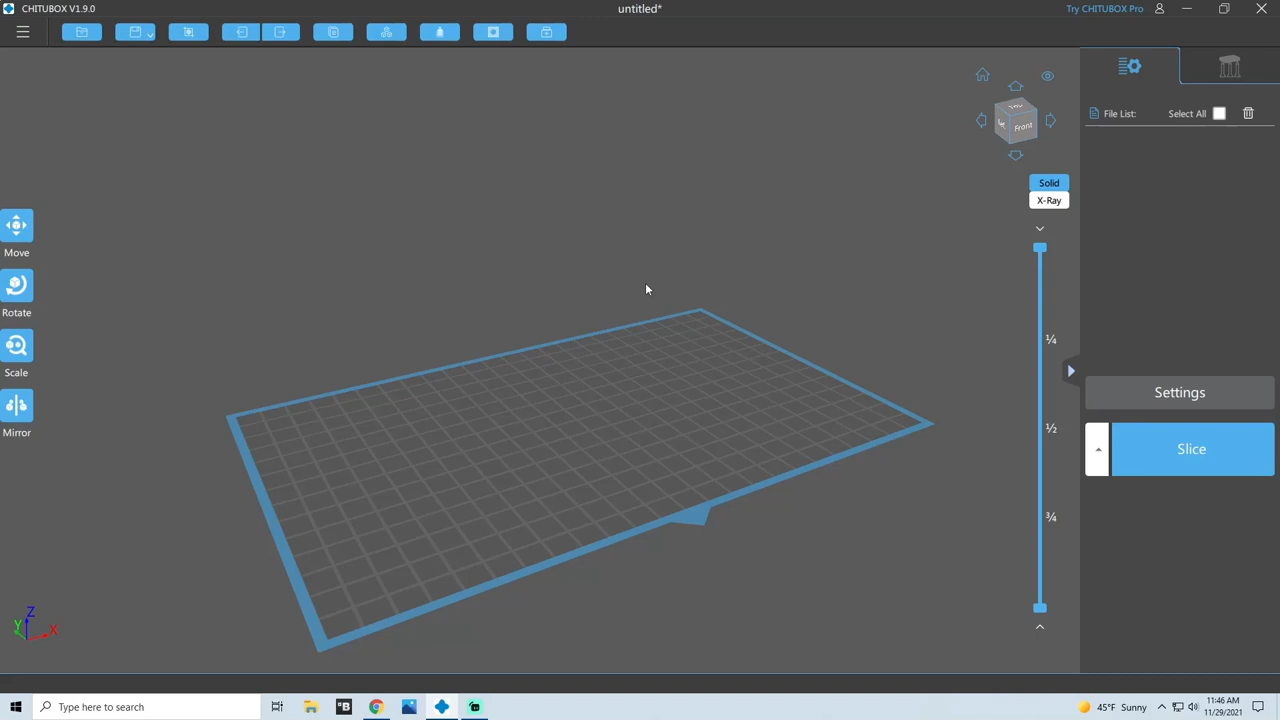 CHITUBOX V1.9.0
untitled*
Try CHITUBOX Pro
File List:
Select All
Front
Solid
X-Ray
Move
Rotate
Scale
Mirror
¼
½
¾
Settings
Slice
Z
Y
X
Type here to search
45°F Sunny
11:46 AM
11/29/2021